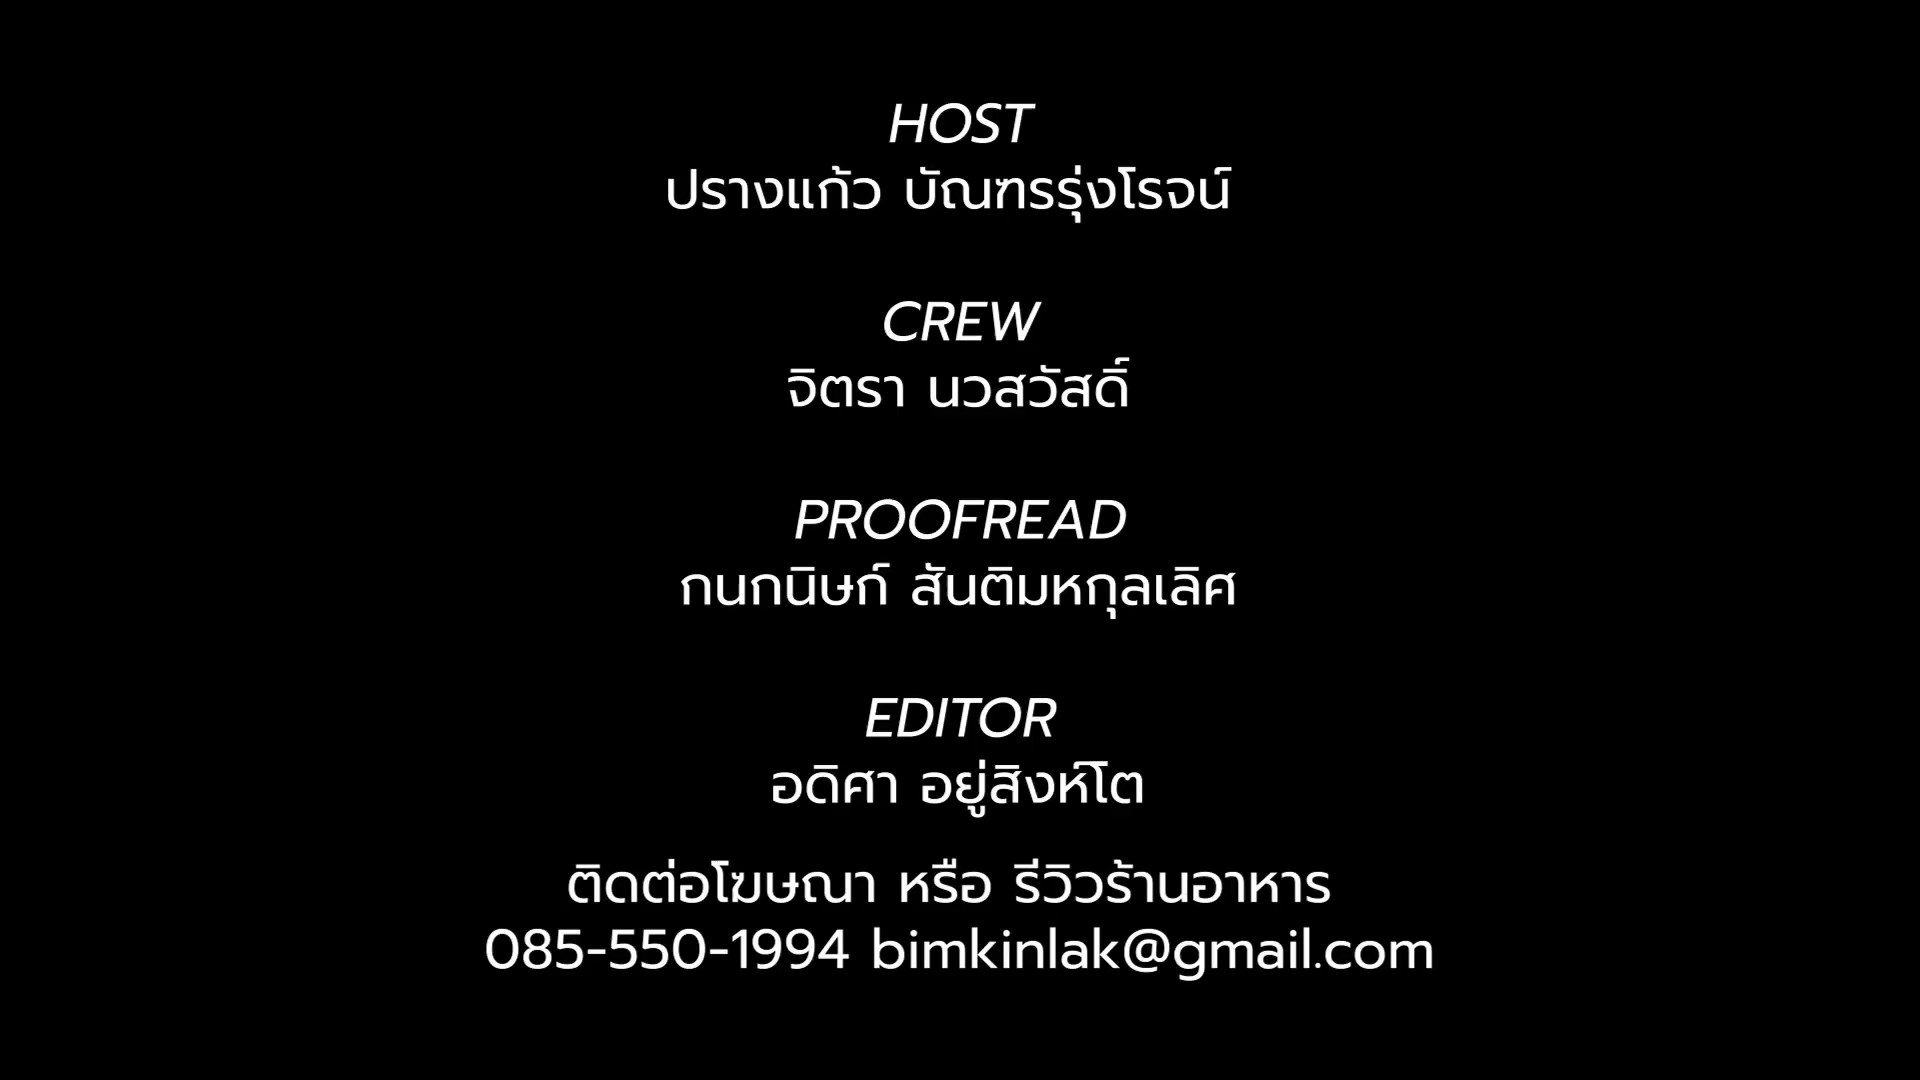 HOST
ปรางแก้ว บัณฑรรุ่งโรจน์
CREW
จิตรา นวสวัสดิ์
PROOFREAD
กนกนิษก์ สันติมหกุลเลิศ
EDITOR
อดิศา อยู่สิงห์โต
ติดต่อโฆษณา หรือ รีวิวร้านอาหาร
085-550-1994 bimkinlak@gmail.com